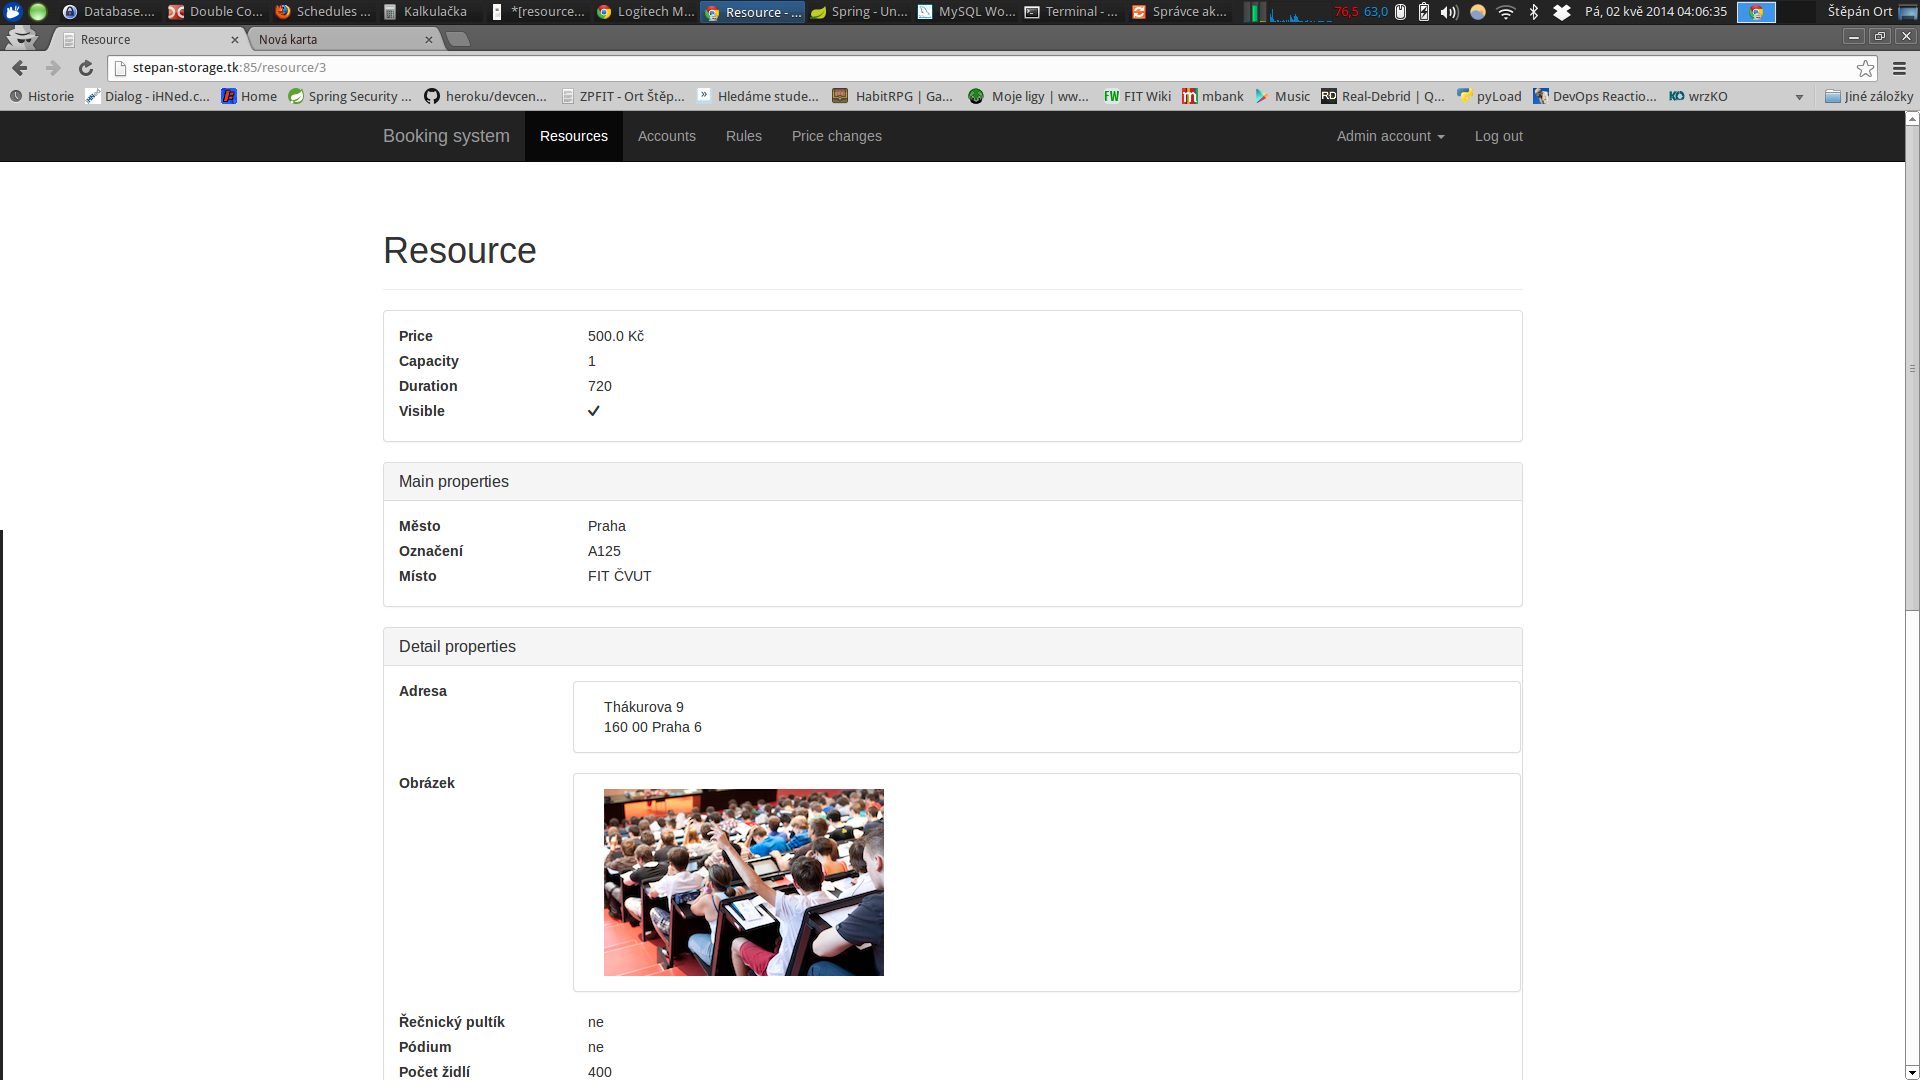 Database.... Double Co... Schedules ... Kalkulačka *[resource... Logitech M... Resource - ... Spring - Un... MySQL Wo... Terminal - ... Správce ak... 76,5 63,0 Pá, 02 kvě 2014 04:06:35 Štěpán Ort
Resource Nová karta
stepan-storage.tk:85/resource/3
Historie Dialog - iHNed.c... Home Spring Security ... heroku/devcen... ZPFIT - Ort Štěp... Hledáme stude... HabitRPG | Ga... Moje ligy | ww... FW FIT Wiki m mbank Music RD Real-Debrid | Q... pyLoad DevOps Reactio... KO wrzKO Jiné záložky
Booking system Resources Accounts Rules Price changes Admin account Log out
Resource
Price 500.0 Kč
Capacity 1
Duration 720
Visible
Main properties
Město Praha
Označení A125
Místo FIT ČVUT
Detail properties
Adresa Thákurova 9
160 00 Praha 6
Obrázek
Řečnický pultík ne
Pódium ne
Počet židlí 400